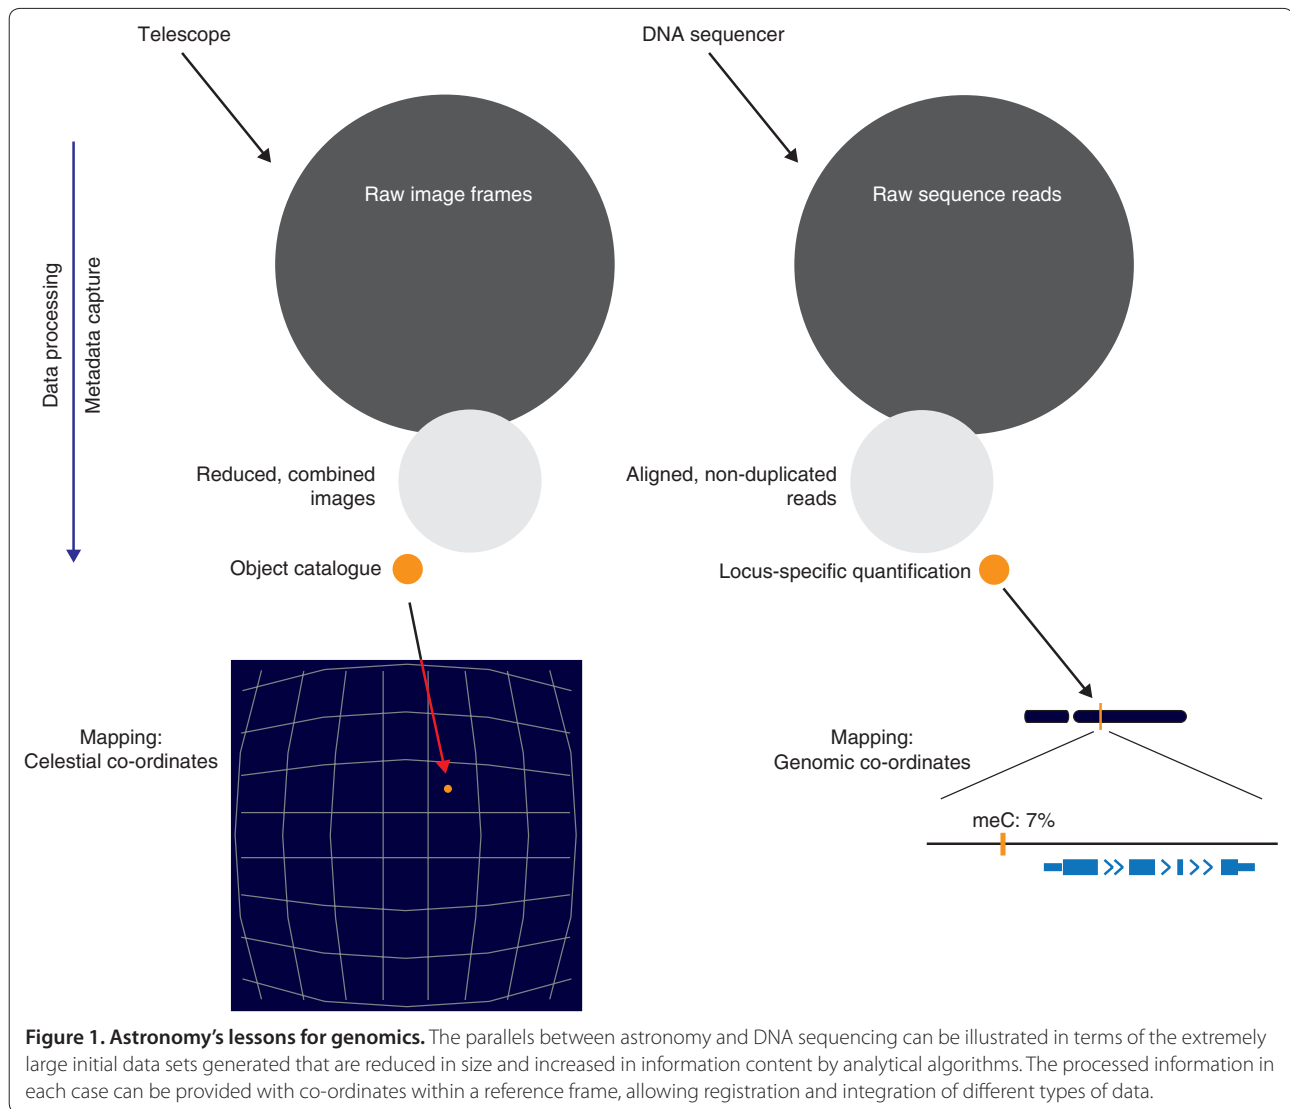 Telescope
DNA sequencer
Raw image frames
Raw sequence reads
Data processing
Metadata capture
Reduced, combined
images
Aligned, non-duplicated
reads
Object catalogue
Locus-specific quantification
Mapping:
Celestial co-ordinates
Mapping:
Genomic co-ordinates
meC: 7%
Figure 1. Astronomy's lessons for genomics. The parallels between astronomy and DNA sequencing can be illustrated in terms of the extremely
large initial data sets generated that are reduced in size and increased in information content by analytical algorithms. The processed information in
each case can be provided with co-ordinates within a reference frame, allowing registration and integration of different types of data.